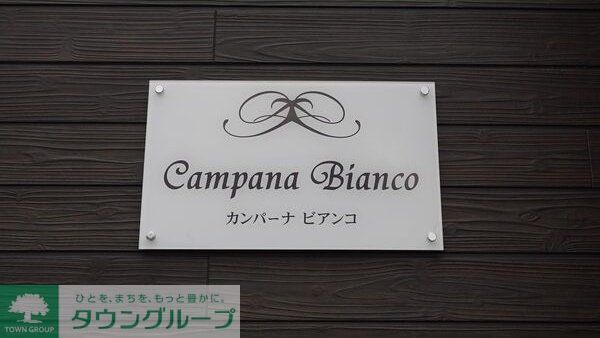 Campana Bianco
カンパーナ ビアンコ
ひとを、まちを、もっと豊かに。
タウングループ
TOWN GROUP